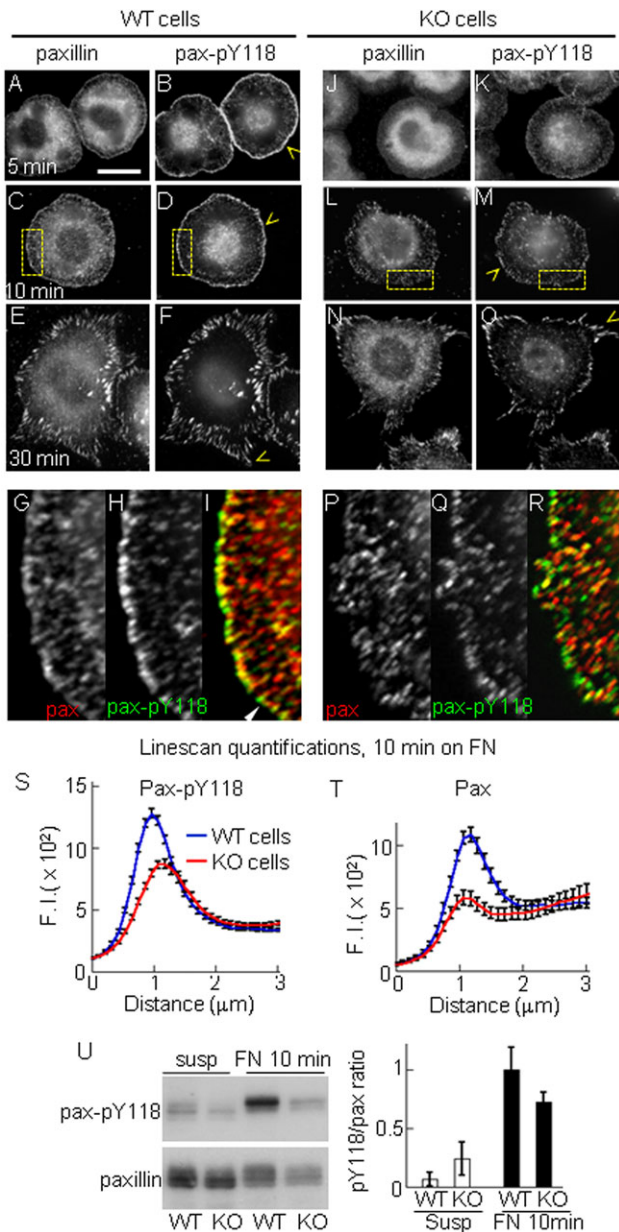 WT cells KO cells
paxillin pax-pY118 paxillin pax-pY118
A B J K
5 min
C D L M
10 min
E F N O
30 min
G H I P Q R
pax pax-pY118 pax pax-pY118
Linescan quantifications, 10 min on FN
S Pax-pY118 T Pax
15
10
5
0
F.I.( × 10²)
WT cells
KO cells
0 1 2 3
Distance (μm)
10
5
0
F.I.( × 10²)
0 1 2 3
Distance (μm)
U susp FN 10 min
pax-pY118
paxillin
WT KO WT KO
pY118/pax ratio
1
0.5
0
WT KO WT KO
Susp FN 10min